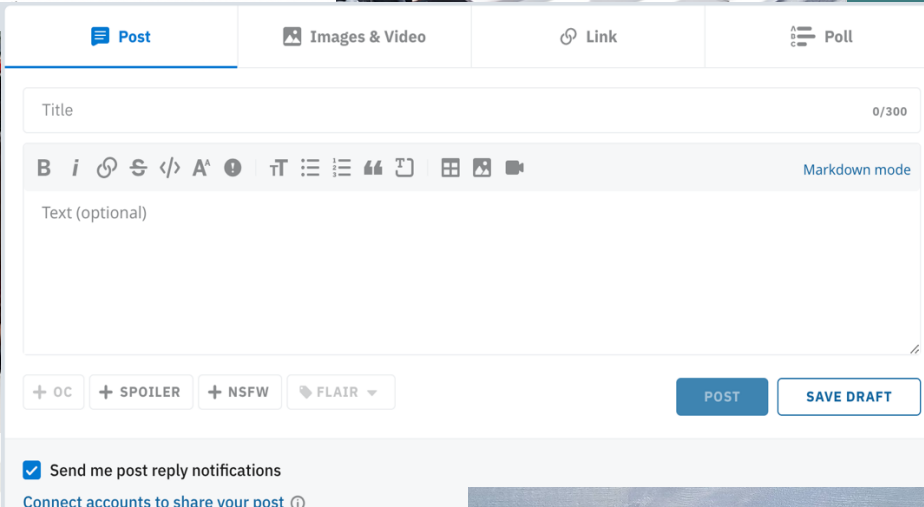 Post Images & Video Link Poll
Title 0/300
Markdown mode
Text (optional)
OC SPOILER NSFW FLAIR POST SAVE DRAFT
Send me post reply notifications
Connect accounts to share your post